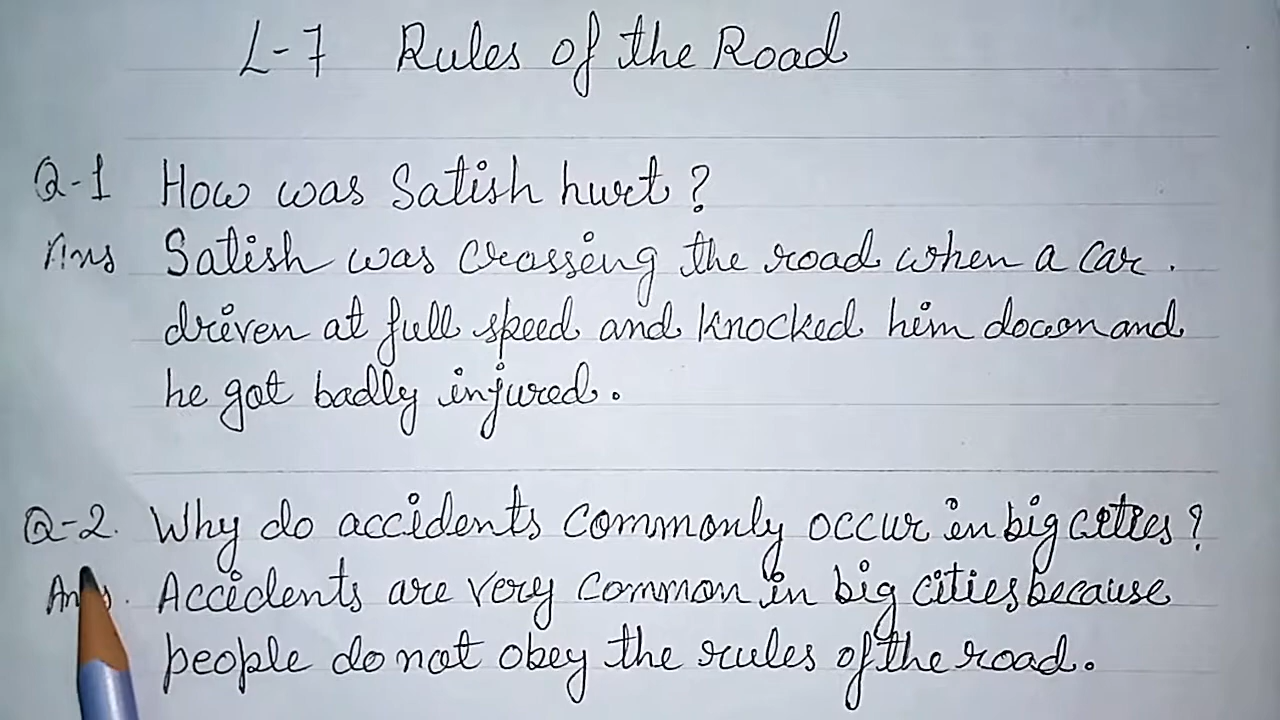 L-7 Rules of the Road
Q-1 How was Satish hurt?
Ans Satish was crossing the road when a car.
driven at full speed and knocked him down and
he got badly injured.
Q-2. Why do accidents commonly occur in big cities?
Ans. Accidents are very common in big cities because
people do not obey the rules of the road.